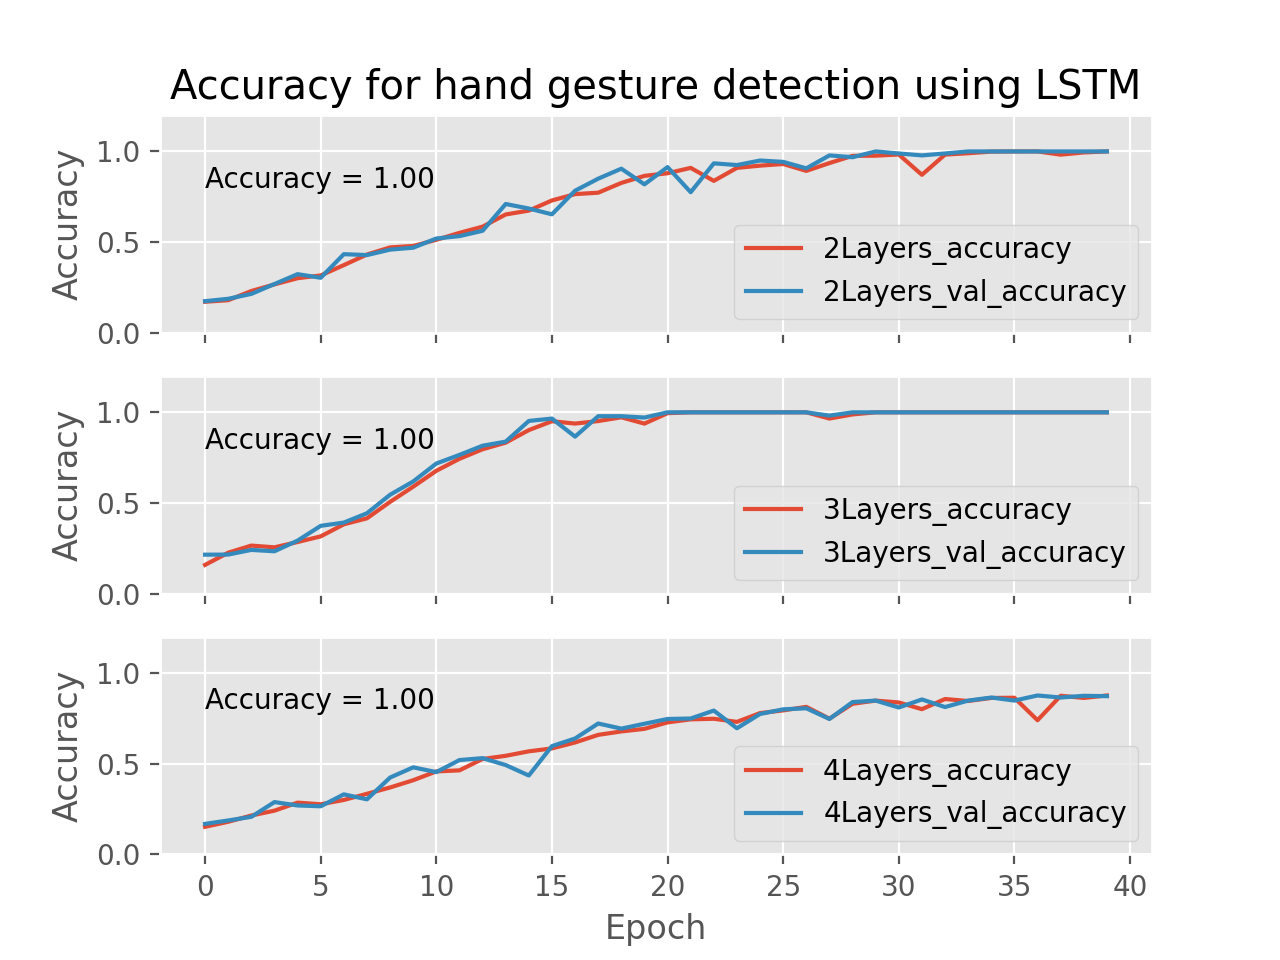 Accuracy for hand gesture detection using LSTM
1.0
Accuracy = 1.00
Accuracy
0.5
2Layers_accuracy
2Layers_val_accuracy
0.0
1.0
Accuracy = 1.00
Accuracy
0.5
3Layers_accuracy
3Layers_val_accuracy
0.0
1.0
Accuracy = 1.00
Accuracy
0.5
4Layers_accuracy
4Layers_val_accuracy
0.0
0 5 10 15 20 25 30 35 40
Epoch